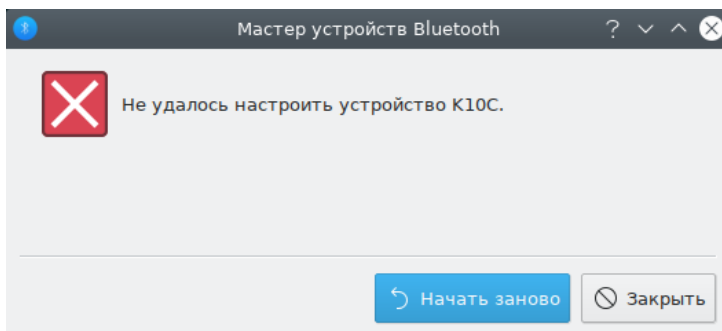 Мастер устройств Bluetooth
Не удалось настроить устройство K10C.
Начать заново
Закрыть